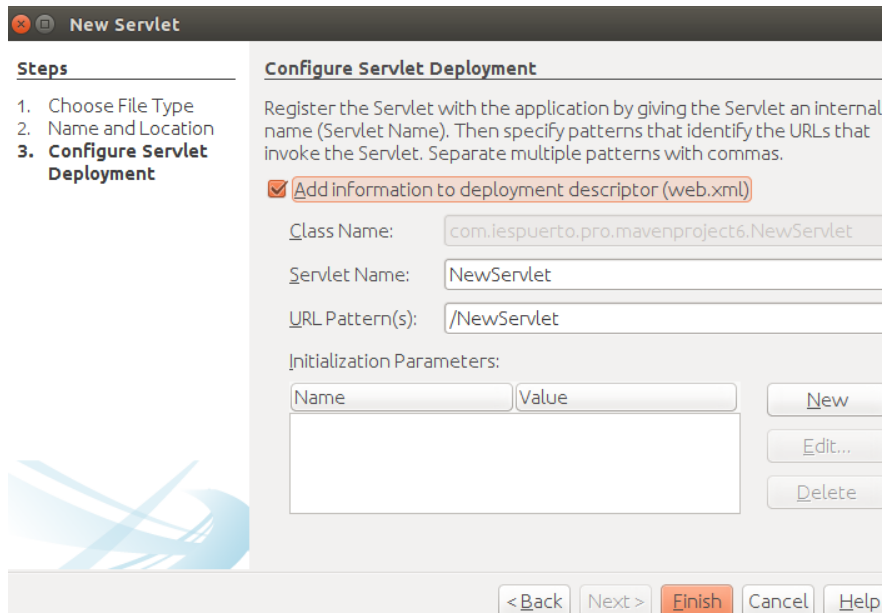 New Servlet
Steps
1. Choose File Type
2. Name and Location
3. Configure Servlet
Deployment
Configure Servlet Deployment
Register the Servlet with the application by giving the Servlet an internal
name (Servlet Name). Then specify patterns that identify the URLs that
invoke the Servlet. Separate multiple patterns with commas.
Add information to deployment descriptor (web.xml)
Class Name: com.iespuerto.pro.mavenproject6.NewServlet
Servlet Name: NewServlet
URL Pattern(s): /NewServlet
Initialization Parameters:
Name Value
New
Edit...
Delete
< Back Next > Finish Cancel Help